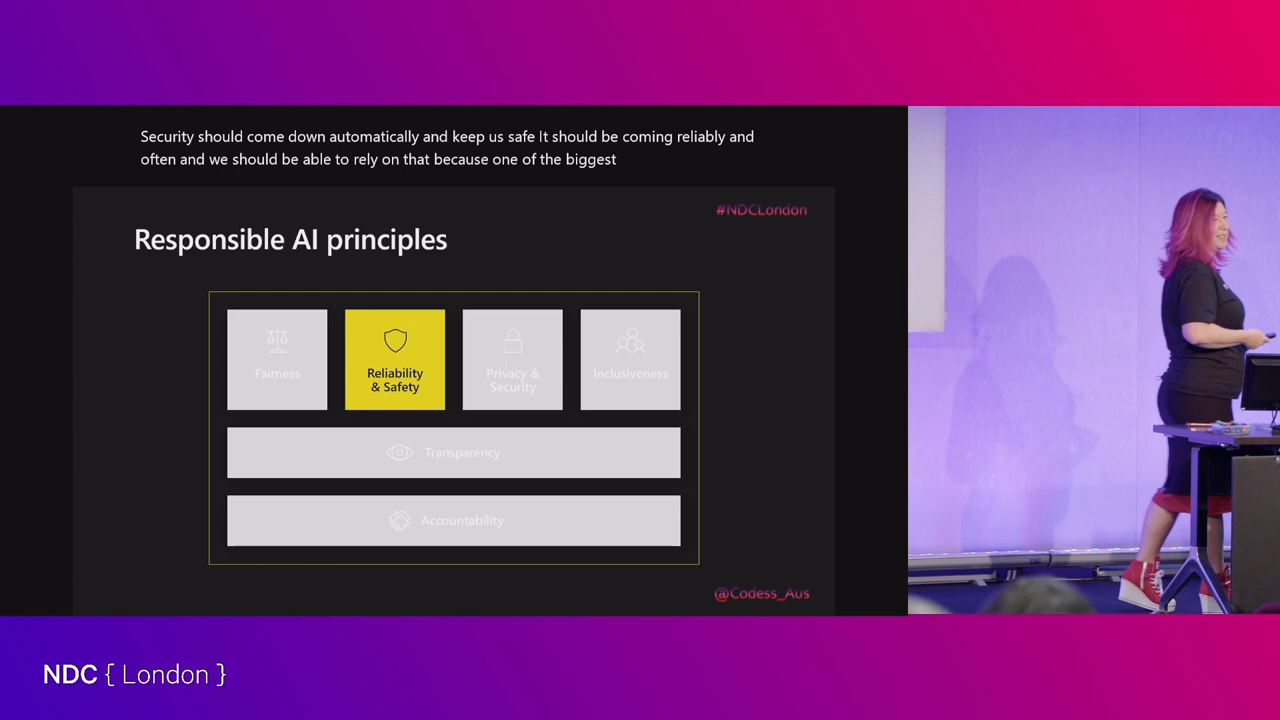 Security should come down automatically and keep us safe It should be coming reliably and
often and we should be able to rely on that because one of the biggest
#NDCLondon
Responsible AI principles
Fairness
Reliability
& Safety
Privacy &
Security
Inclusiveness
Transparency
Accountability
@Codess_Aus
NDC { London }